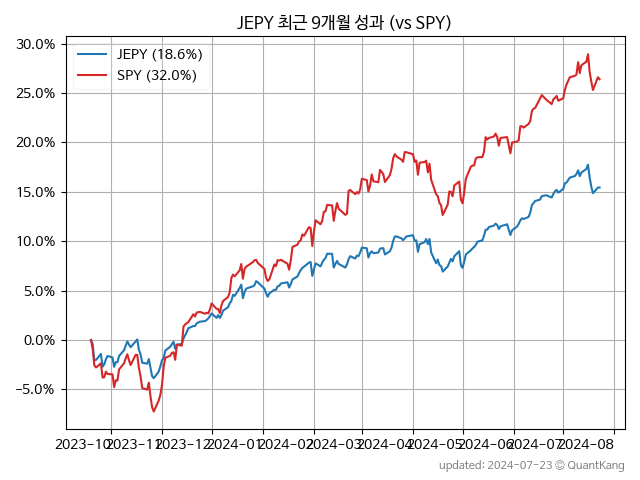 JEPY 최근 9개월 성과 (vs SPY)
30.0%
25.0%
20.0%
15.0%
10.0%
5.0%
0.0%
−5.0%
JEPY (18.6%)
SPY (32.0%)
2023-10 2023-11 2023-12 2024-01 2024-02 2024-03 2024-04 2024-05 2024-06 2024-07 2024-08
updated: 2024-07-23 © QuantKang